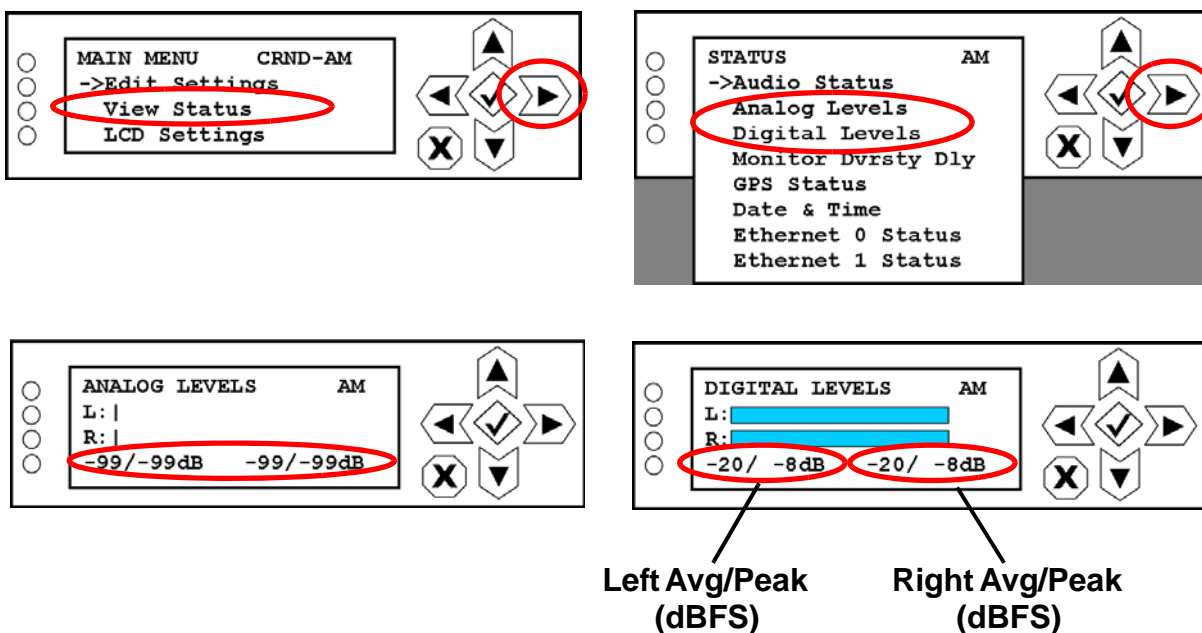 MAIN MENU CRND-AM
->Edit Settings
View Status
LCD Settings
X
STATUS AM
->Audio Status
Analog Levels
Digital Levels
Monitor Dvrsty Dly
GPS Status
Date & Time
Ethernet 0 Status
Ethernet 1 Status
X
ANALOG LEVELS AM
L:|
R:|
-99/-99dB -99/-99dB
X
DIGITAL LEVELS AM
L:
R:
-20/ -8dB -20/ -8dB
X
Left Avg/Peak
(dBFS)
Right Avg/Peak
(dBFS)